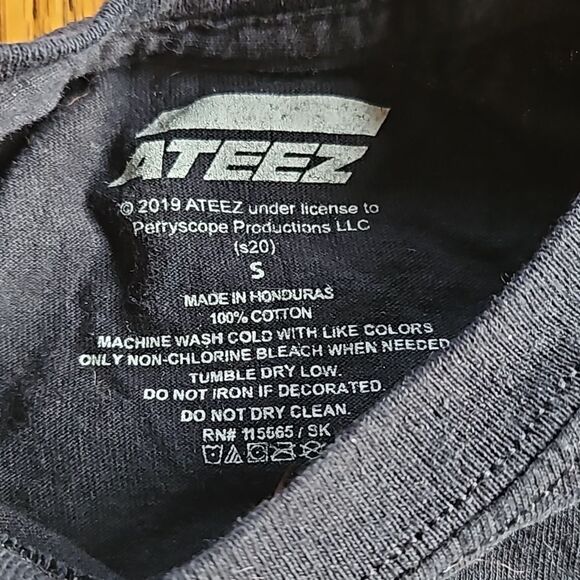 ATEEZ
© 2019 ATEEZ under license to
Perryscope Productions LLC
(s20)
S
MADE IN HONDURAS
100% COTTON
MACHINE WASH COLD WITH LIKE COLORS
ONLY NON-CHLORINE BLEACH WHEN NEEDED
TUMBLE DRY LOW.
DO NOT IRON IF DECORATED.
DO NOT DRY CLEAN.
RN# 115565 / SK